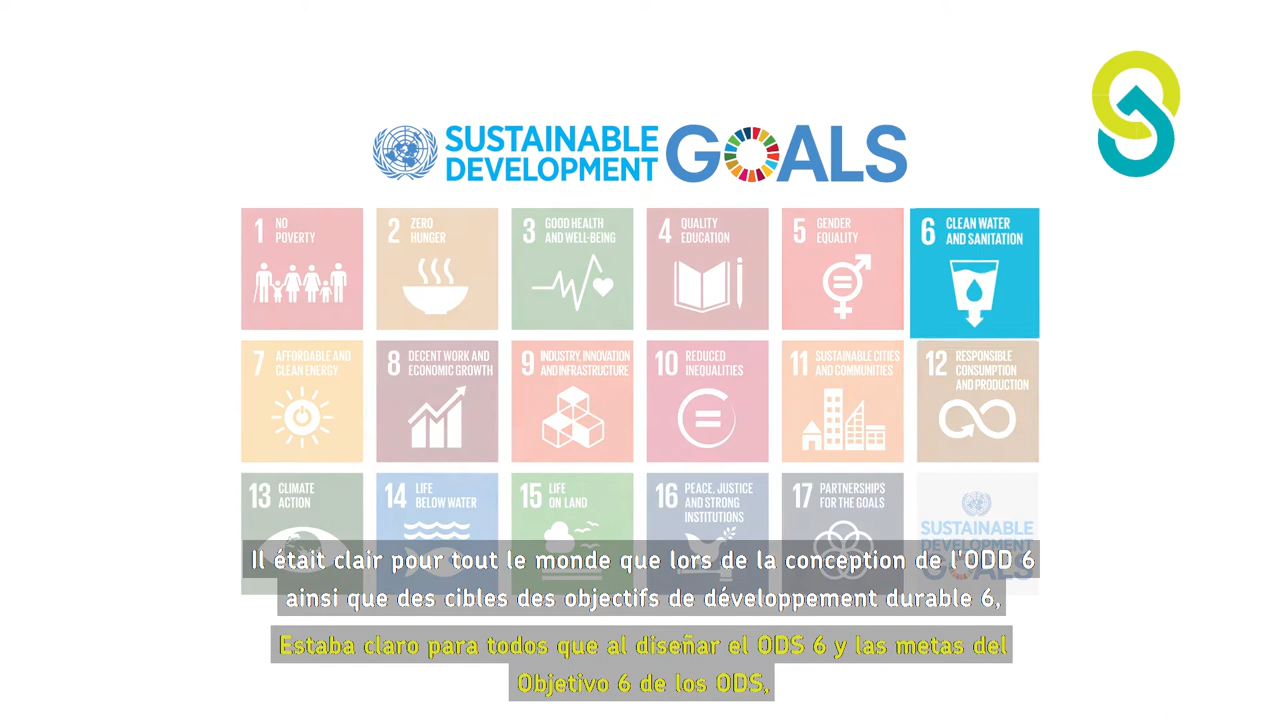 SUSTAINABLE
DEVELOPMENT
GOALS
1 NO
POVERTY
2 ZERO
HUNGER
3 GOOD HEALTH
AND WELL-BEING
4 QUALITY
EDUCATION
5 GENDER
EQUALITY
6 CLEAN WATER
AND SANITATION
7 AFFORDABLE AND
CLEAN ENERGY
8 DECENT WORK AND
ECONOMIC GROWTH
9 INDUSTRY, INNOVATION
AND INFRASTRUCTURE
10 REDUCED
INEQUALITIES
11 SUSTAINABLE CITIES
AND COMMUNITIES
12 RESPONSIBLE
CONSUMPTION
AND PRODUCTION
13 CLIMATE
ACTION
14 LIFE
BELOW WATER
15 LIFE
ON LAND
16 PEACE, JUSTICE
AND STRONG
INSTITUTIONS
17 PARTNERSHIPS
FOR THE GOALS
SUSTAINABLE
DEVELOPMENT
GOALS
Il était clair pour tout le monde que lors de la conception de l'ODD 6
ainsi que des cibles des objectifs de développement durable 6,
Estaba claro para todos que al diseñar el ODS 6 y las metas del
Objetivo 6 de los ODS,